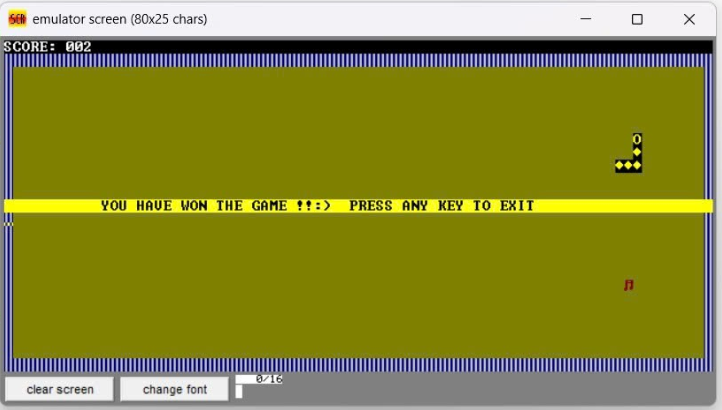 emulator screen (80x25 chars)
SCORE: 002
YOU HAVE WON THE GAME !!:) PRESS ANY KEY TO EXIT
clear screen
change font
0/16